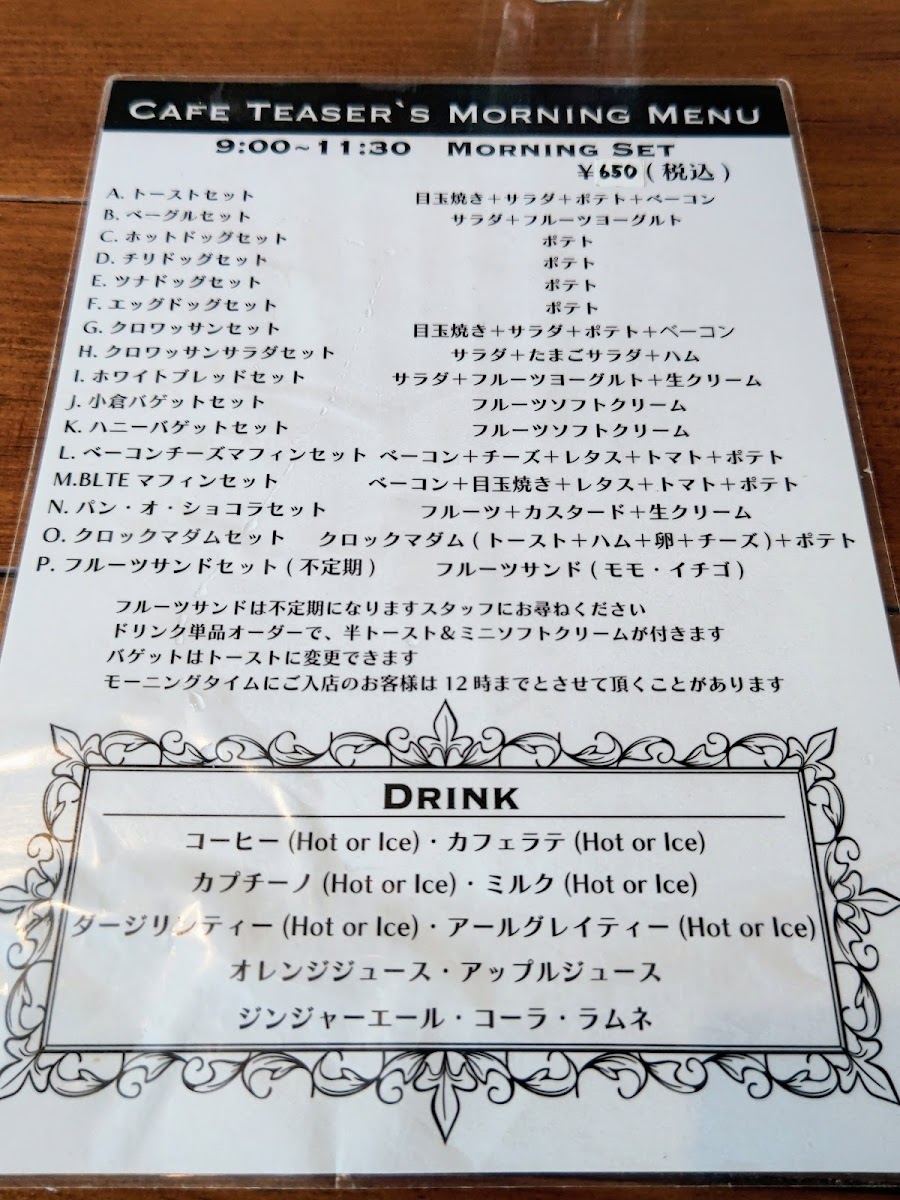 CAFE TEASER`S MORNING MENU
9:00~11:30 MORNING SET
¥650(税込)
A. トーストセット 目玉焼き+サラダ+ポテト+ベーコン
B. ベーグルセット サラダ+フルーツヨーグルト
C. ホットドッグセット ポテト
D. チリドッグセット ポテト
E. ツナドッグセット ポテト
F. エッグドッグセット ポテト
G. クロワッサンセット 目玉焼き+サラダ+ポテト+ベーコン
H. クロワッサンサラダセット サラダ+たまごサラダ+ハム
I. ホワイトブレッドセット サラダ+フルーツヨーグルト+生クリーム
J. 小倉バゲットセット フルーツソフトクリーム
K. ハニーバゲットセット フルーツソフトクリーム
L. ベーコンチーズマフィンセット ベーコン+チーズ+レタス+トマト+ポテト
M.BLTE マフィンセット ベーコン+目玉焼き+レタス+トマト+ポテト
N. パン・オ・ショコラセット フルーツ+カスタード+生クリーム
O. クロックマダムセット クロックマダム(トースト+ハム+卵+チーズ)+ポテト
P. フルーツサンドセット(不定期) フルーツサンド(モモ・イチゴ)
フルーツサンドは不定期になりますスタッフにお尋ねください
ドリンク単品オーダーで、半トースト&ミニソフトクリームが付きます
バゲットはトーストに変更できます
モーニングタイムにご入店のお客様は12時までとさせて頂くことがあります
DRINK
コーヒー(Hot or Ice)・カフェラテ(Hot or Ice)
カプチーノ(Hot or Ice)・ミルク(Hot or Ice)
ダージリンティー(Hot or Ice)・アールグレイティー(Hot or Ice)
オレンジジュース・アップルジュース
ジンジャーエール・コーラ・ラムネ